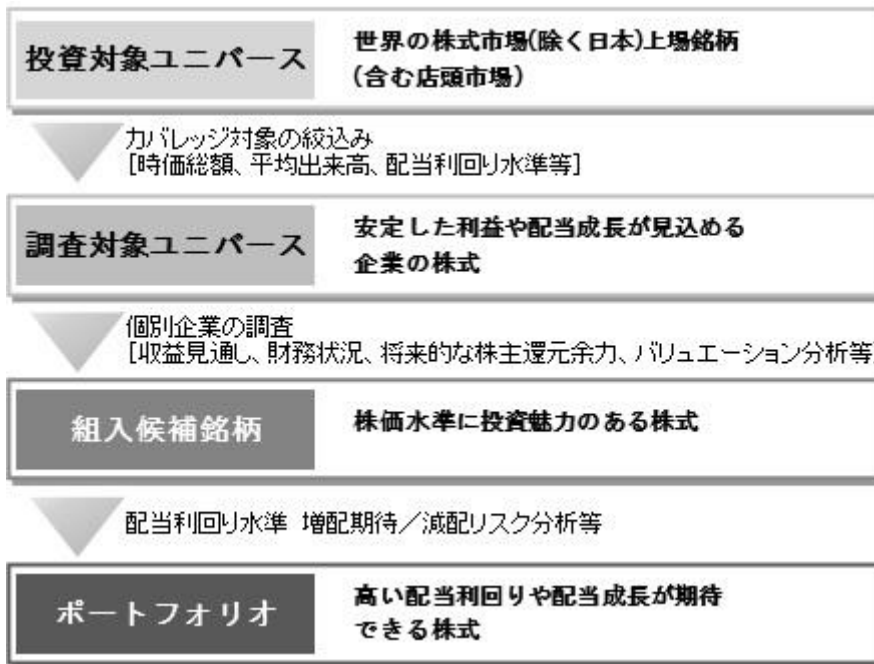 投資対象ユニバース
世界の株式市場(除く日本)上場銘柄
(含む店頭市場)
カバレッジ対象の絞込み
[時価総額、平均出来高、配当利回り水準等]
調査対象ユニバース
安定した利益や配当成長が見込める
企業の株式
個別企業の調査
[収益見通し、財務状況、将来的な株主還元余力、バリュエーション分析等]
組入候補銘柄
株価水準に投資魅力のある株式
配当利回り水準 増配期待／減配リスク分析等
ポートフォリオ
高い配当利回りや配当成長が期待
できる株式